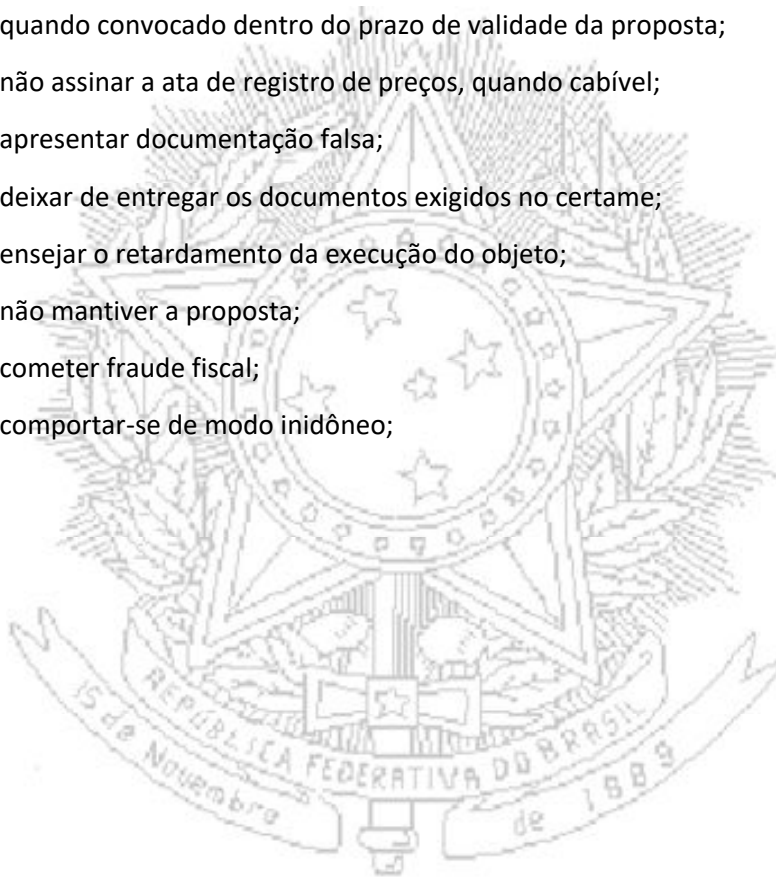 quando convocado dentro do prazo de validade da proposta;
não assinar a ata de registro de preços, quando cabível;
apresentar documentação falsa;
deixar de entregar os documentos exigidos no certame;
ensejar o retardamento da execução do objeto;
não mantiver a proposta;
cometer fraude fiscal;
comportar-se de modo inidôneo;
REPÚBLICA FEDERATIVA DO BRASIL
15 de Novembro de 1889